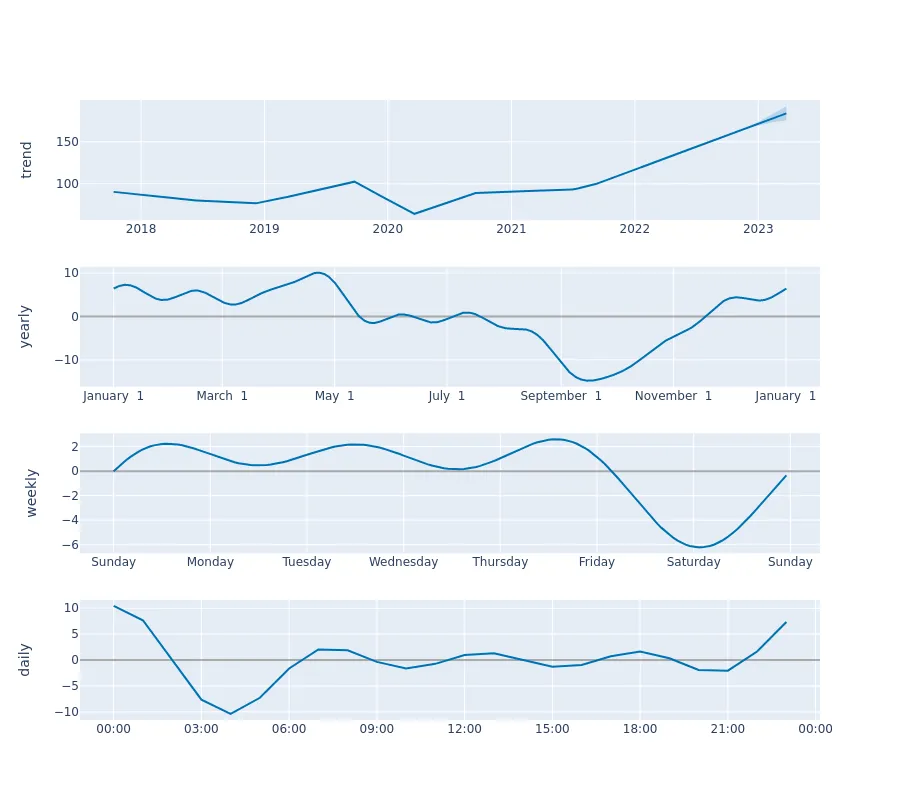 trend
150
100
2018 2019 2020 2021 2022 2023
yearly
10
0
−10
January 1 March 1 May 1 July 1 September 1 November 1 January 1
weekly
2
0
−2
−4
−6
Sunday Monday Tuesday Wednesday Thursday Friday Saturday Sunday
daily
10
5
0
−5
−10
00:00 03:00 06:00 09:00 12:00 15:00 18:00 21:00 00:00